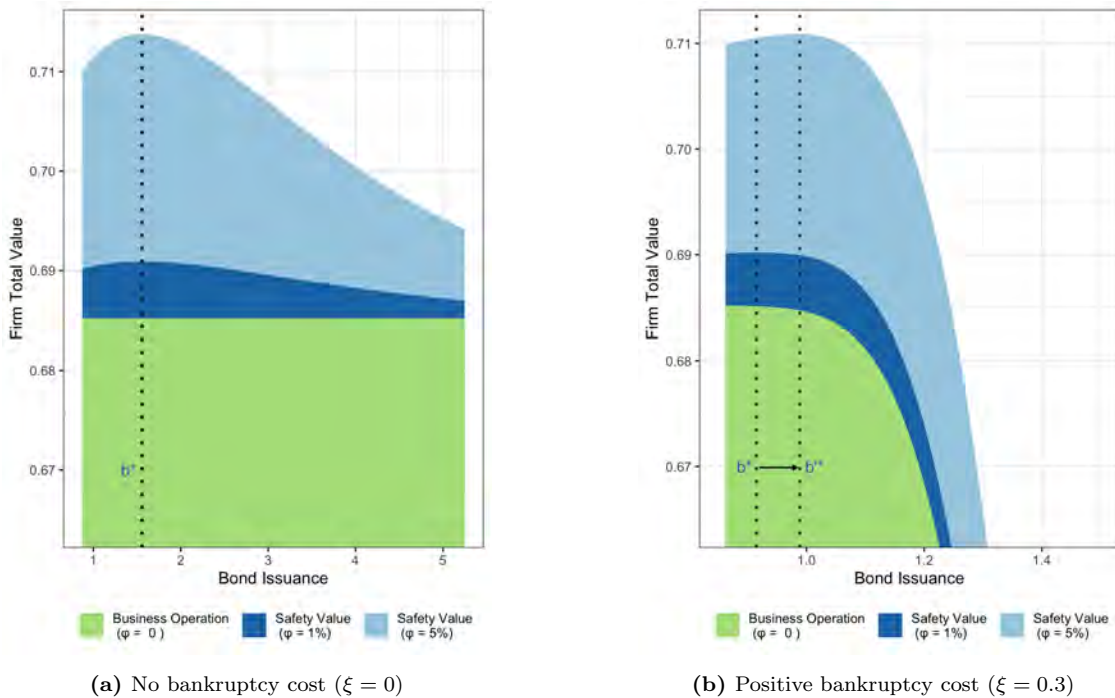 Firm Total Value
0.71
0.70
0.69
0.68
0.67
b*
1 2 3 4 5
Bond Issuance
Business Operation (φ = 0 )
Safety Value (φ = 1%)
Safety Value (φ = 5%)
(a) No bankruptcy cost (ξ = 0)
Firm Total Value
0.71
0.70
0.69
0.68
0.67
b* b'*
1.0 1.2 1.4
Bond Issuance
Business Operation (φ = 0 )
Safety Value (φ = 1%)
Safety Value (φ = 5%)
(b) Positive bankruptcy cost (ξ = 0.3)